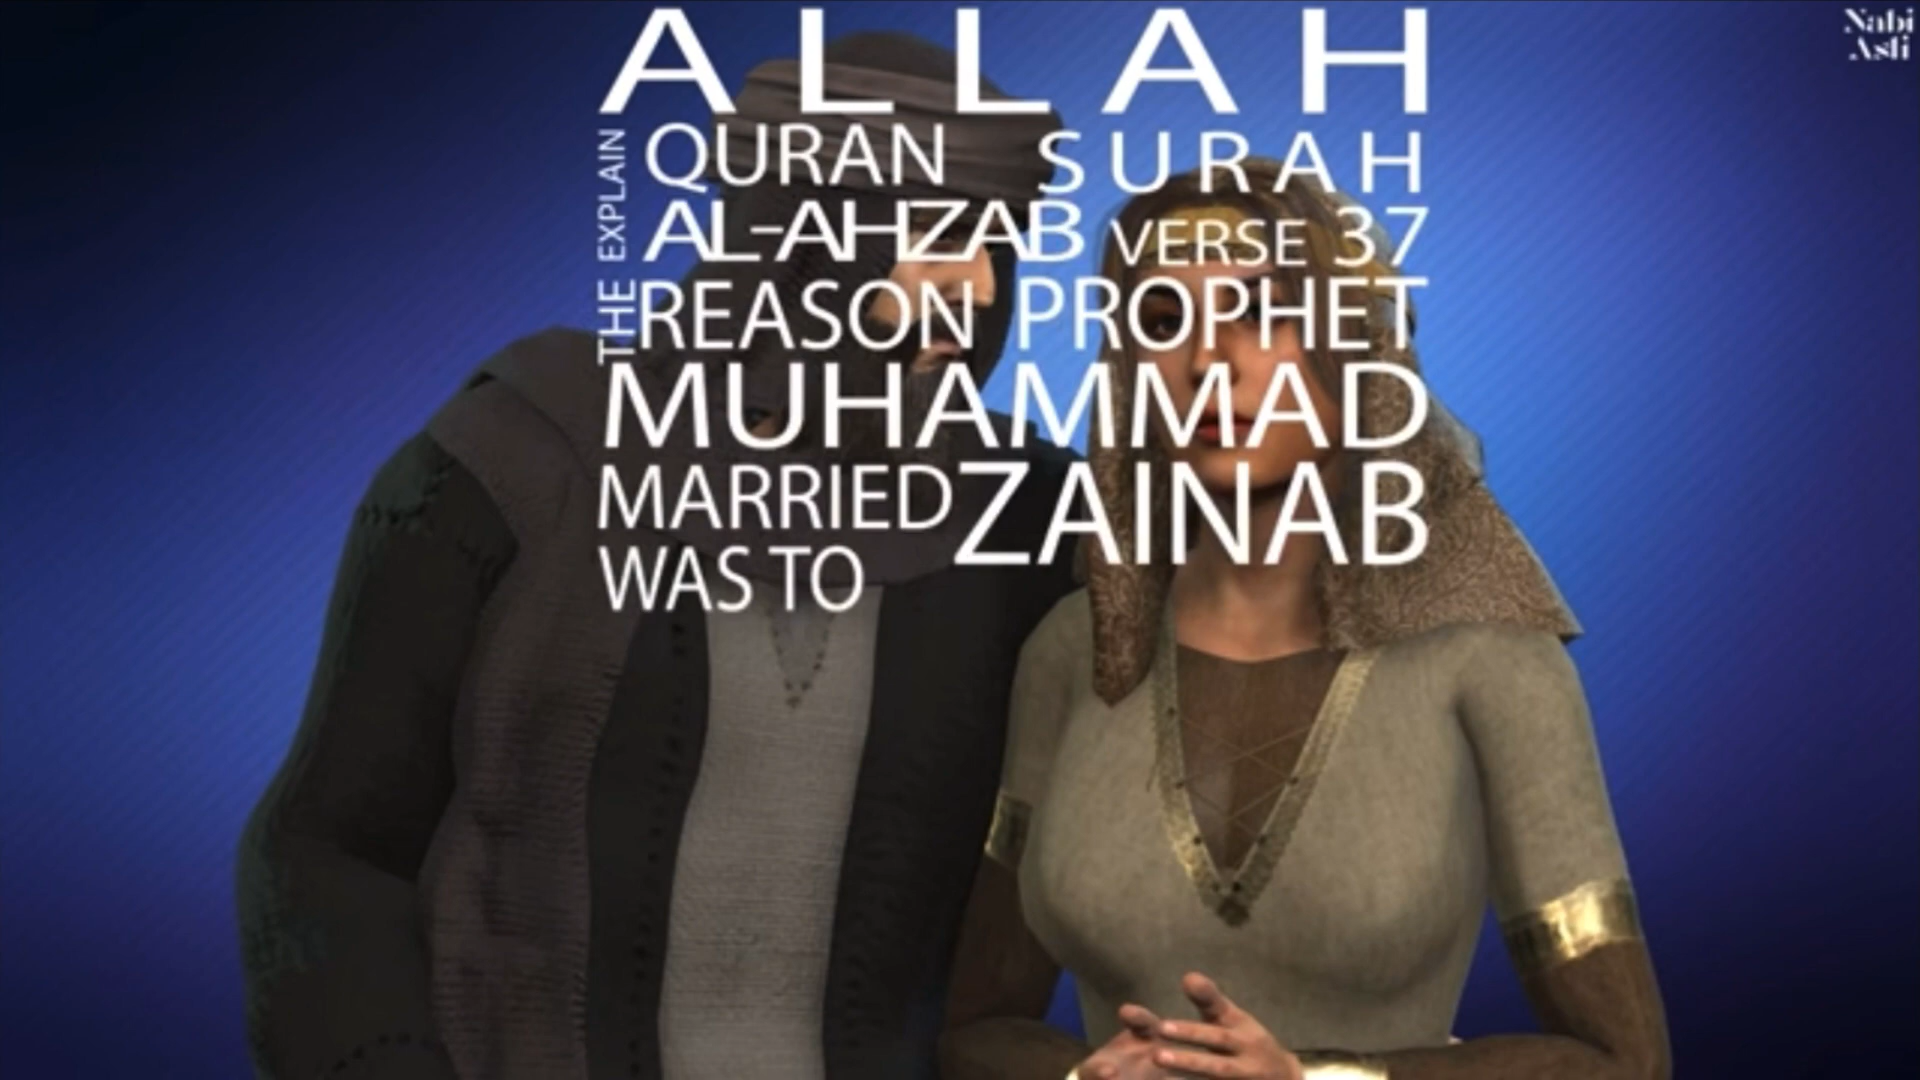 ALLAH
THE EXPLAIN
QURAN SURAH
AL-AHZAB VERSE 37
REASON PROPHET
MUHAMMAD
MARRIED ZAINAB
WAS TO
Nabi
Asli